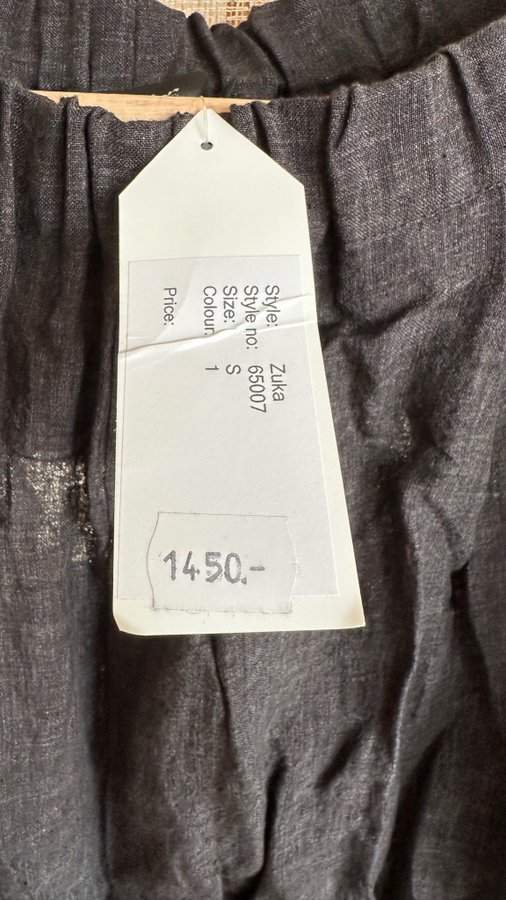 Style: Zuka
Style no: 65007
Size: S
Colour: 1
Price:
1450.-